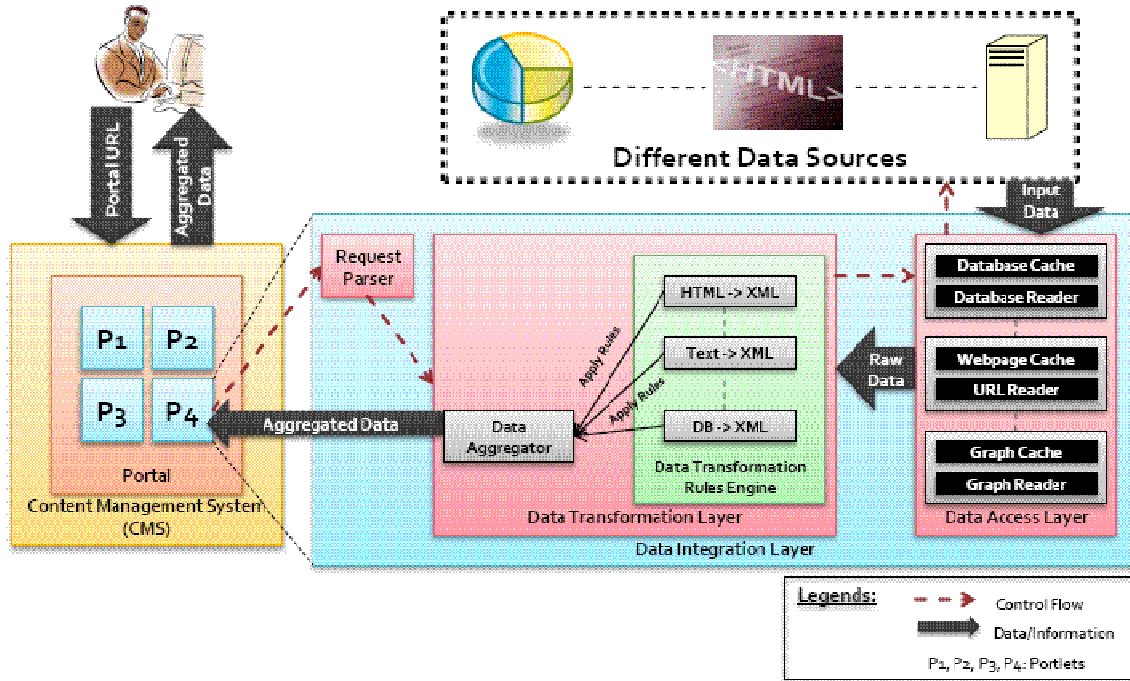 <HTML>
Different Data Sources
Portal URL
Aggregated
Data
Input
Data
Request
Parser
HTML -> XML
Text -> XML
DB -> XML
Apply Rules
Apply Rules
Data Transformation
Rules Engine
Data
Aggregator
Data Transformation Layer
Data Integration Layer
Database Cache
Database Reader
Webpage Cache
URL Reader
Graph Cache
Graph Reader
Data Access Layer
Raw
Data
Aggregated Data
P1
P2
P3
P4
Portal
Content Management System
(CMS)
Legends:
Control Flow
Data/Information
P1, P2, P3, P4: Portlets